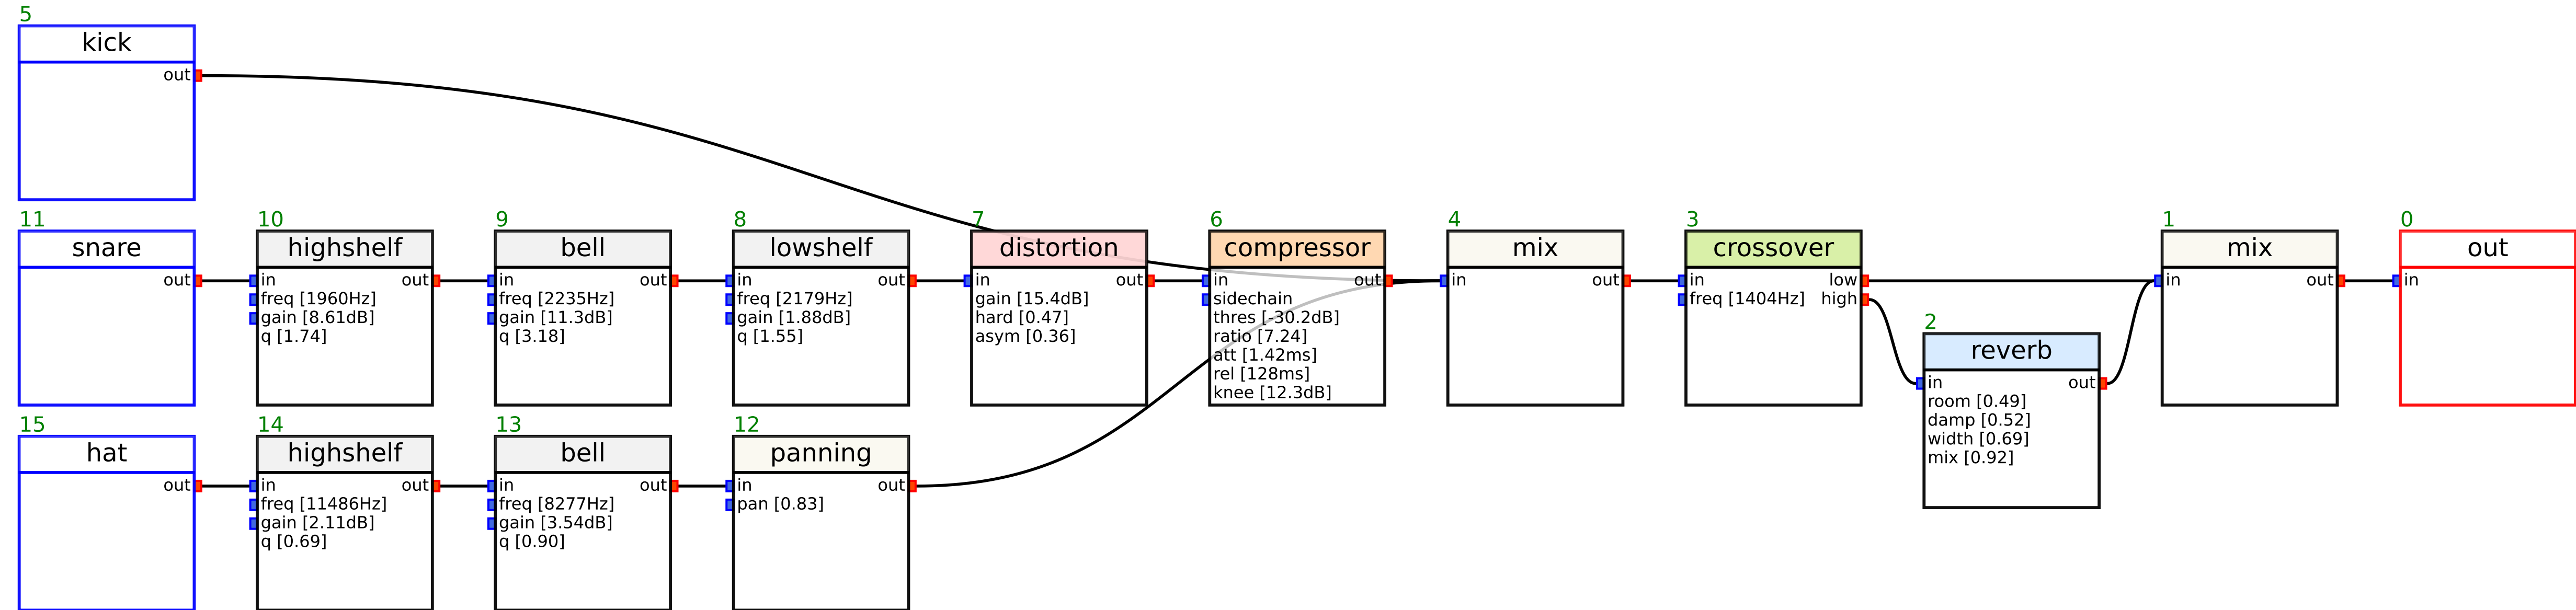 5
kick
out
11
snare
out
10
highshelf
in out
freq [1960Hz]
gain [8.61dB]
q [1.74]
9
bell
in out
freq [2235Hz]
gain [11.3dB]
q [3.18]
8
lowshelf
in out
freq [2179Hz]
gain [1.88dB]
q [1.55]
7
distortion
in out
gain [15.4dB]
hard [0.47]
asym [0.36]
6
compressor
in out
sidechain
thres [-30.2dB]
ratio [7.24]
att [1.42ms]
rel [128ms]
knee [12.3dB]
4
mix
in out
3
crossover
in low
freq [1404Hz] high
2
reverb
in out
room [0.49]
damp [0.52]
width [0.69]
mix [0.92]
1
mix
in out
0
out
in
15
hat
out
14
highshelf
in out
freq [11486Hz]
gain [2.11dB]
q [0.69]
13
bell
in out
freq [8277Hz]
gain [3.54dB]
q [0.90]
12
panning
in out
pan [0.83]